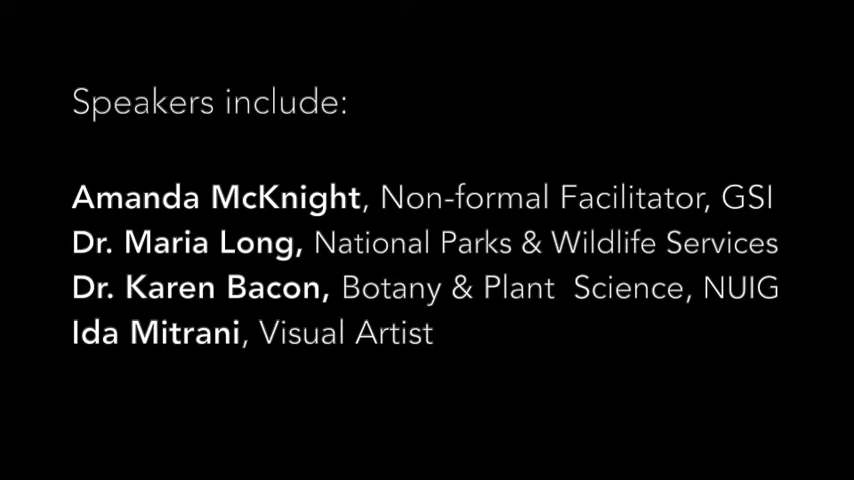 Speakers include:
Amanda McKnight, Non-formal Facilitator, GSI
Dr. Maria Long, National Parks & Wildlife Services
Dr. Karen Bacon, Botany & Plant  Science, NUIG
Ida Mitrani, Visual Artist